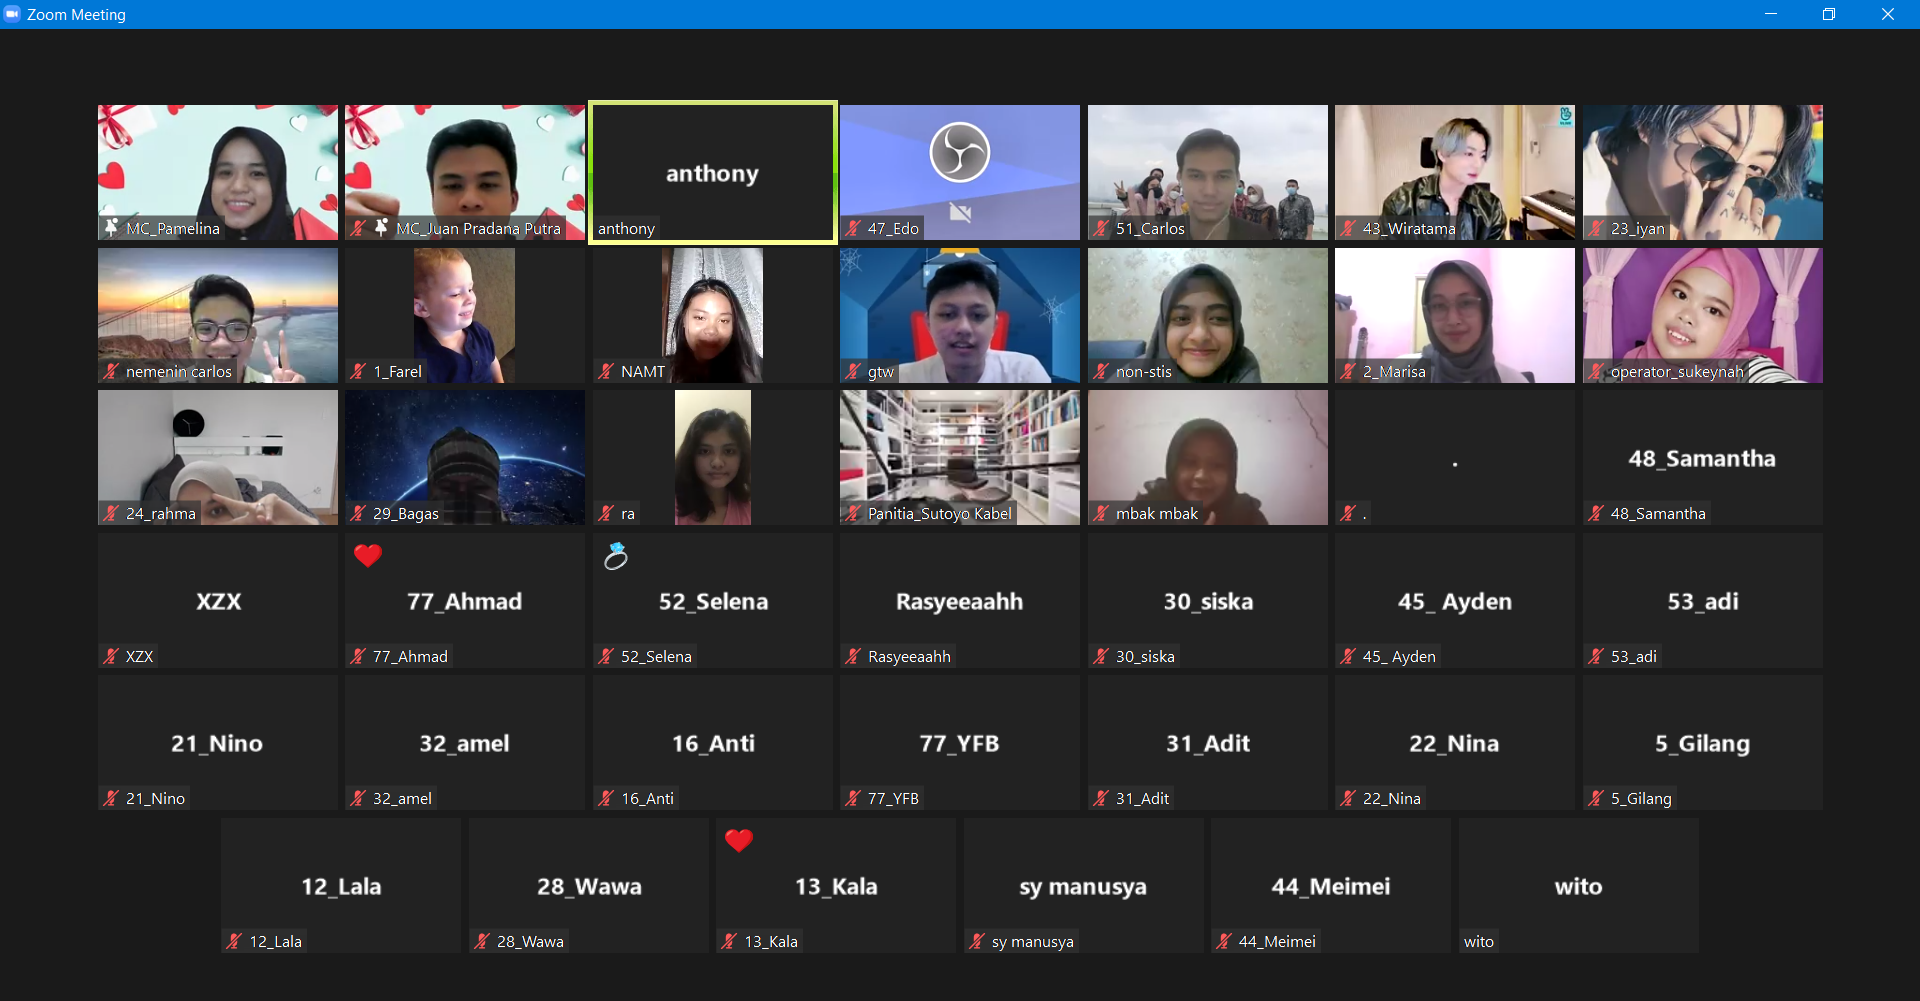 Zoom Meeting
MC_Pamelina
MC_Juan Pradana Putra
anthony
anthony
47_Edo
51_Carlos
43_Wiratama
23_iyan
nemenin carlos
1_Farel
NAMT
gtw
non-stis
2_Marisa
operator_sukeynah
24_rahma
29_Bagas
ra
Panitia_Sutoyo Kabel
mbak mbak
.
.
48_Samantha
48_Samantha
XZX
XZX
77_Ahmad
77_Ahmad
52_Selena
52_Selena
Rasyeeaahh
Rasyeeaahh
30_siska
30_siska
45_ Ayden
45_ Ayden
53_adi
53_adi
21_Nino
21_Nino
32_amel
32_amel
16_Anti
16_Anti
77_YFB
77_YFB
31_Adit
31_Adit
22_Nina
22_Nina
5_Gilang
5_Gilang
12_Lala
12_Lala
28_Wawa
28_Wawa
13_Kala
13_Kala
sy manusya
sy manusya
44_Meimei
44_Meimei
wito
wito